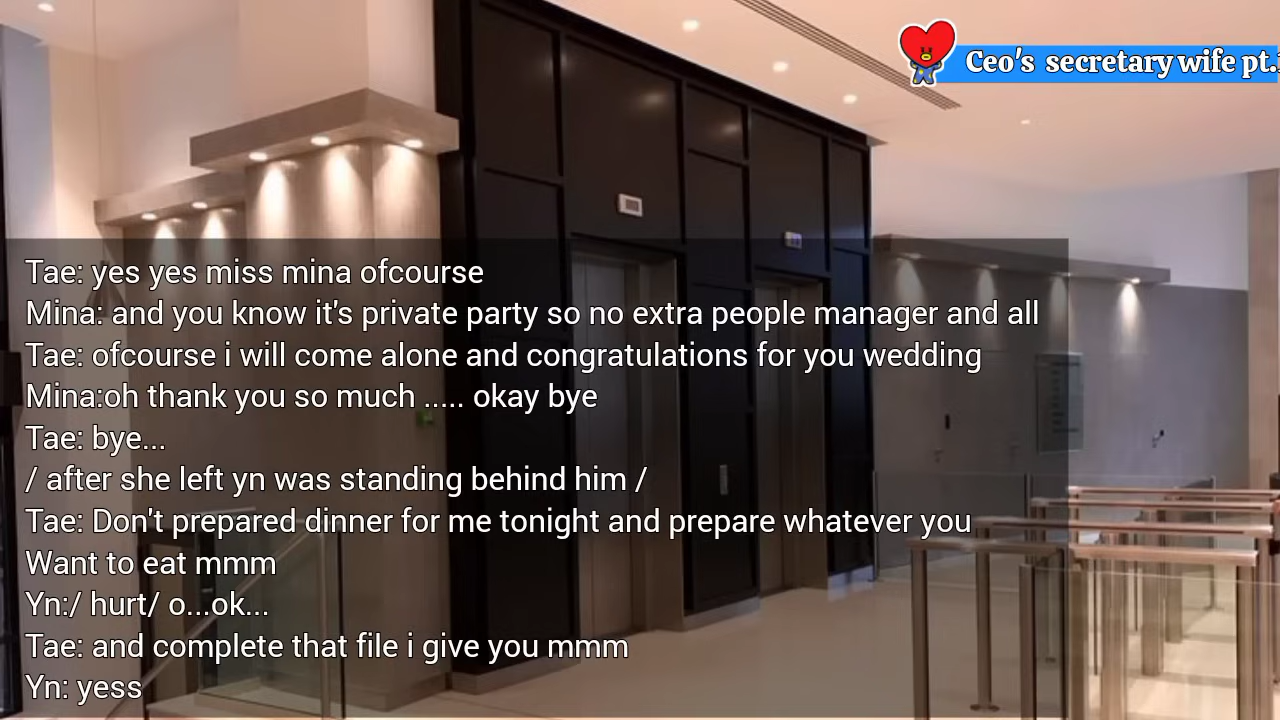 Ceo's secretary wife pt.
Tae: yes yes miss mina ofcourse
Mina: and you know it's private party so no extra people manager and all
Tae: ofcourse i will come alone and congratulations for you wedding
Mina:oh thank you so much ..... okay bye
Tae: bye...
/ after she left yn was standing behind him /
Tae: Don't prepared dinner for me tonight and prepare whatever you
Want to eat mmm
Yn:/ hurt/ o...ok...
Tae: and complete that file i give you mmm
Yn: yess